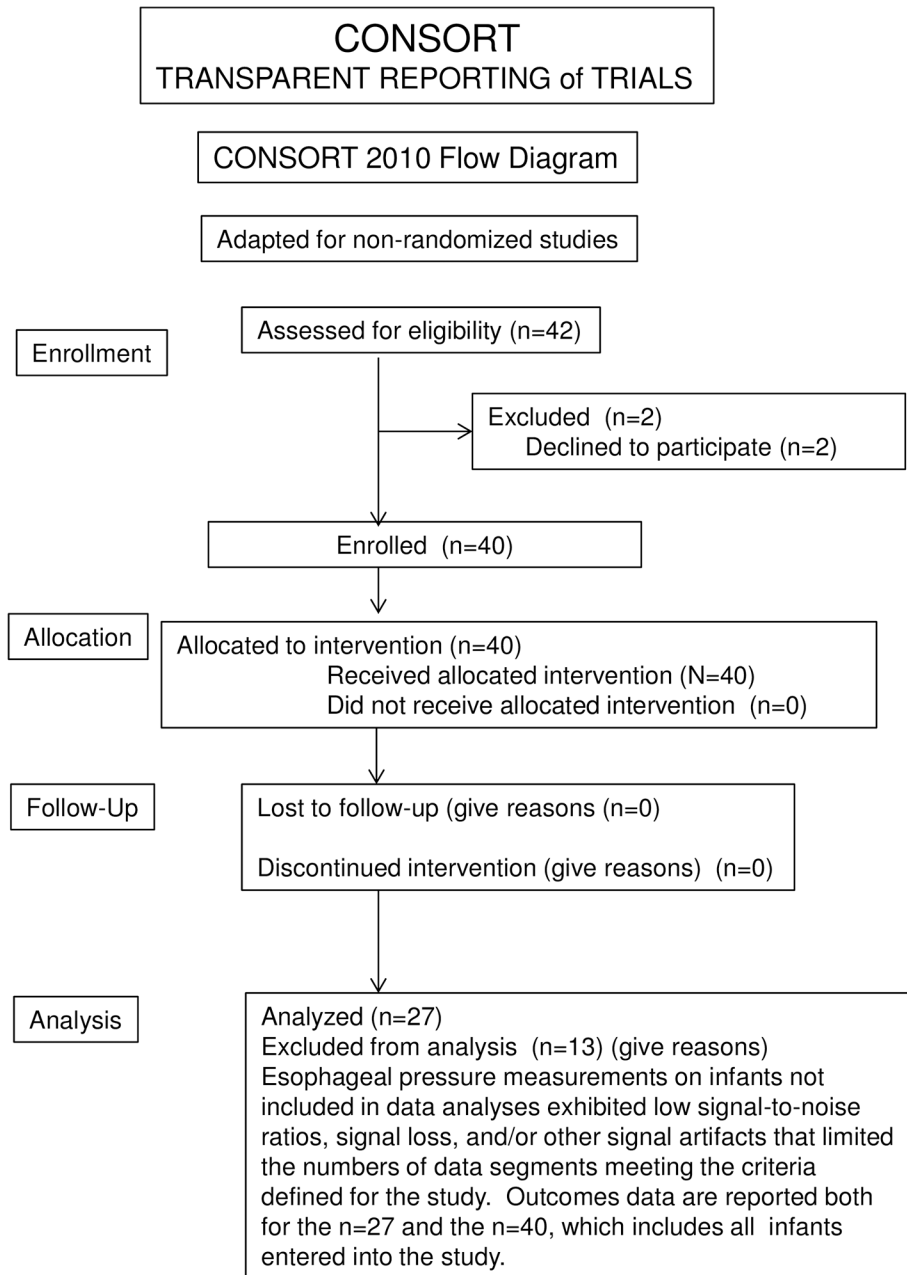 CONSORT
TRANSPARENT REPORTING of TRIALS
CONSORT 2010 Flow Diagram
Adapted for non-randomized studies
Assessed for eligibility (n=42)
Enrollment
Excluded (n=2)
Declined to participate (n=2)
Enrolled (n=40)
Allocation
Allocated to intervention (n=40)
Received allocated intervention (N=40)
Did not receive allocated intervention (n=0)
Follow-Up
Lost to follow-up (give reasons (n=0)
Discontinued intervention (give reasons) (n=0)
Analysis
Analyzed (n=27)
Excluded from analysis (n=13) (give reasons)
Esophageal pressure measurements on infants not
included in data analyses exhibited low signal-to-noise
ratios, signal loss, and/or other signal artifacts that limited
the numbers of data segments meeting the criteria
defined for the study. Outcomes data are reported both
for the n=27 and the n=40, which includes all infants
entered into the study.